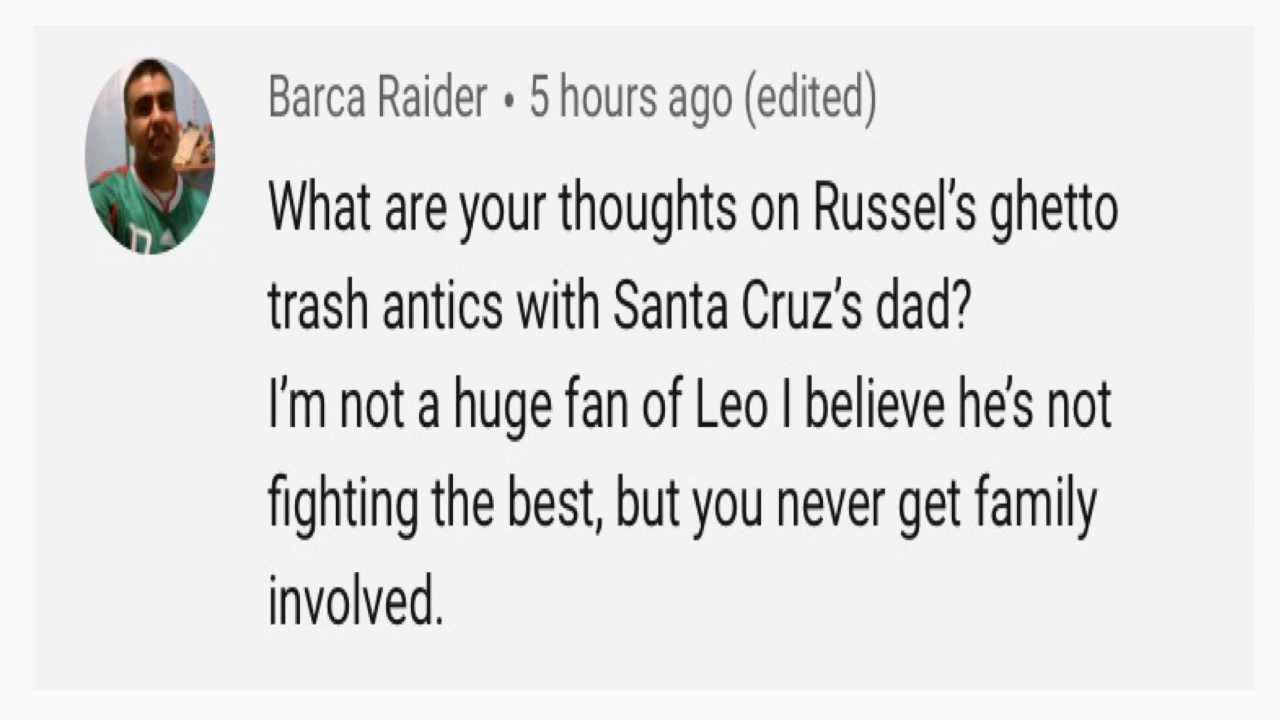 Barca Raider • 5 hours ago (edited)
What are your thoughts on Russel’s ghetto
trash antics with Santa Cruz’s dad?
I’m not a huge fan of Leo I believe he’s not
fighting the best, but you never get family
involved.